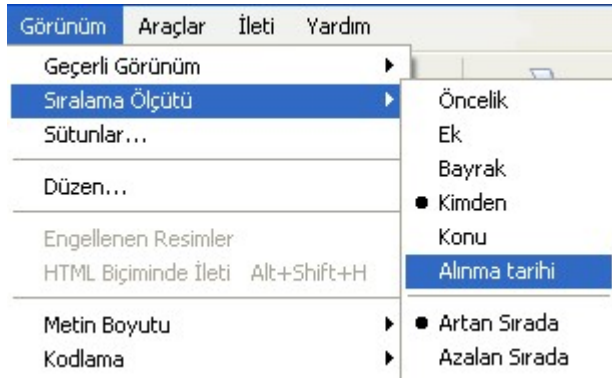 Görünüm Araçlar İleti Yardım
Geçerli Görünüm
Sıralama Ölçütü
Sütunlar...
Düzen...
Engellenen Resimler
HTML Biçiminde İleti Alt+Shift+H
Metin Boyutu
Kodlama
Öncelik
Ek
Bayrak
Kimden
Konu
Alınma tarihi
Artan Sırada
Azalan Sırada